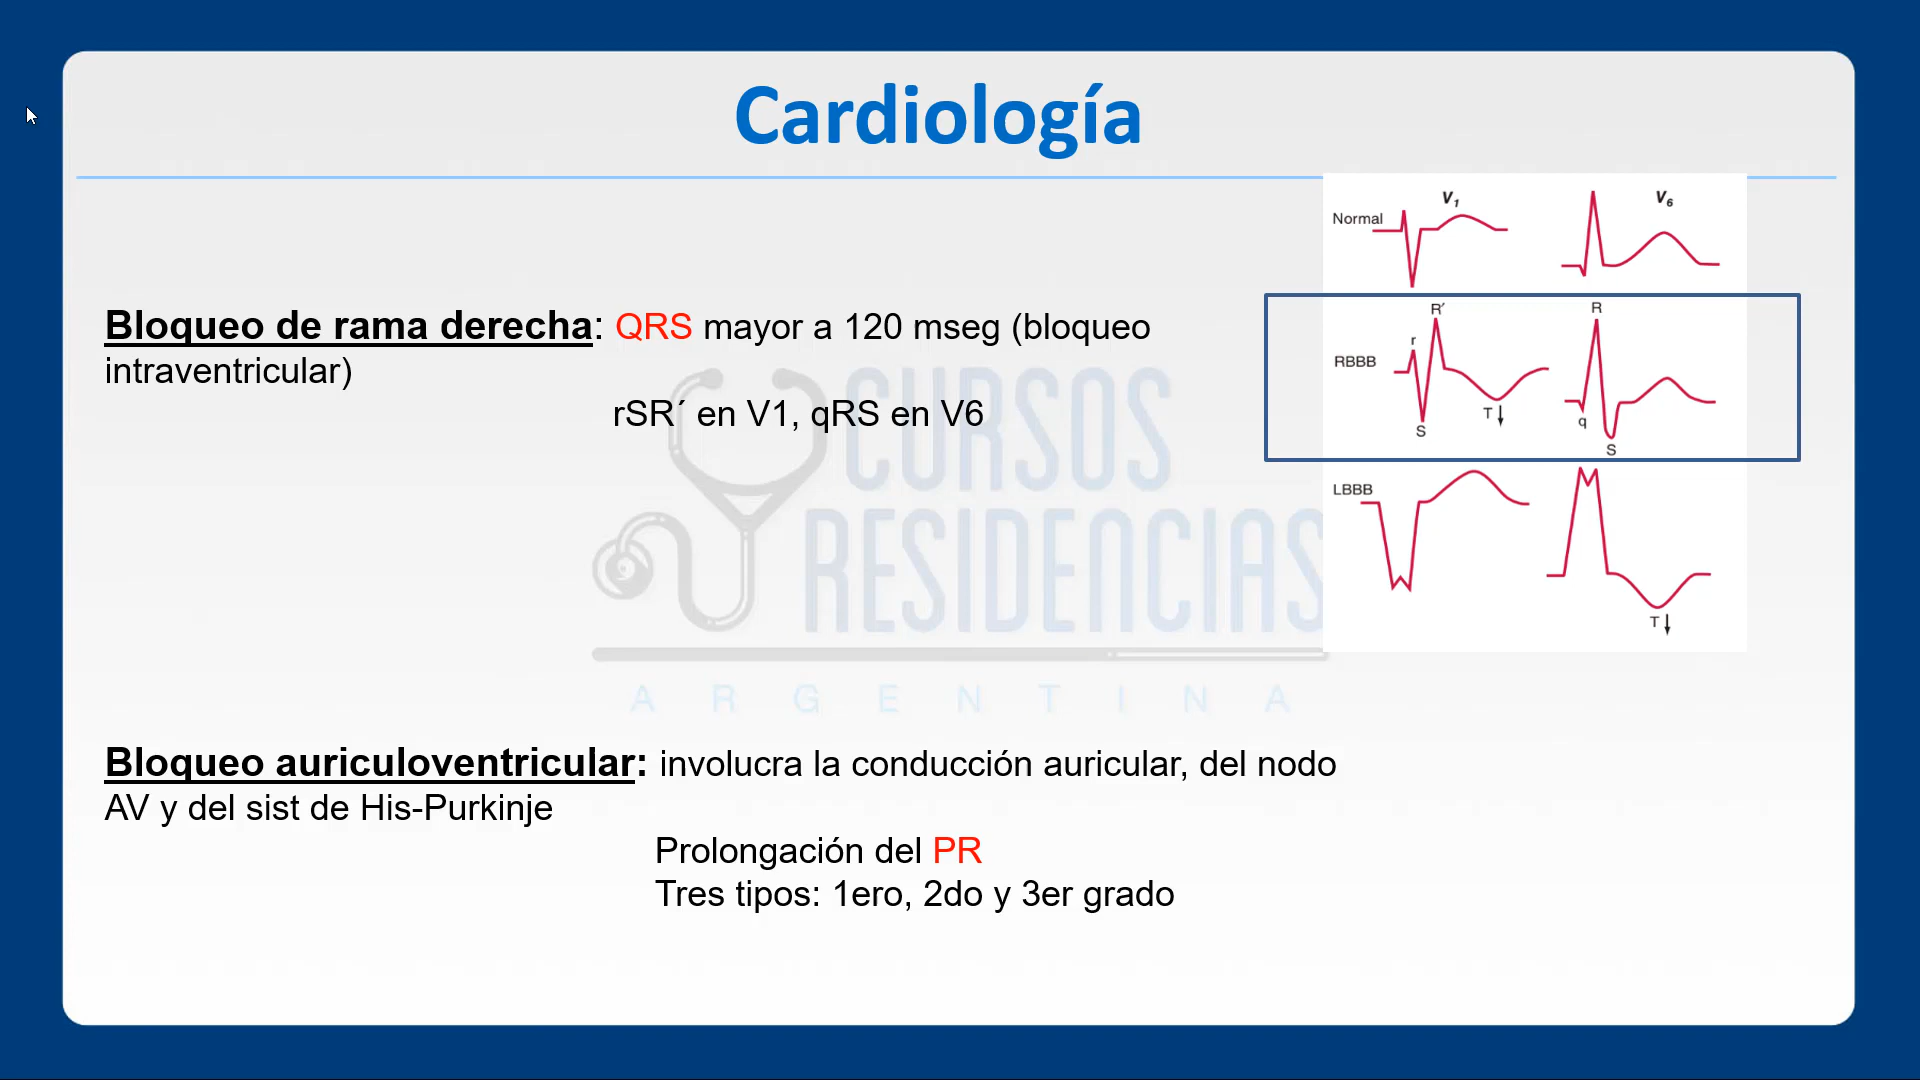 Cardiología
Bloqueo de rama derecha: QRS mayor a 120 mseg (bloqueo
intraventricular)
rSR´ en V1, qRS en V6
V1
V6
Normal
RBBB
r
R′
S
T↓
R
q
S
LBBB
T↓
CURSOS
RESIDENCIAS
ARGENTINA
Bloqueo auriculoventricular: involucra la conducción auricular, del nodo
AV y del sist de His-Purkinje
Prolongación del PR
Tres tipos: 1ero, 2do y 3er grado